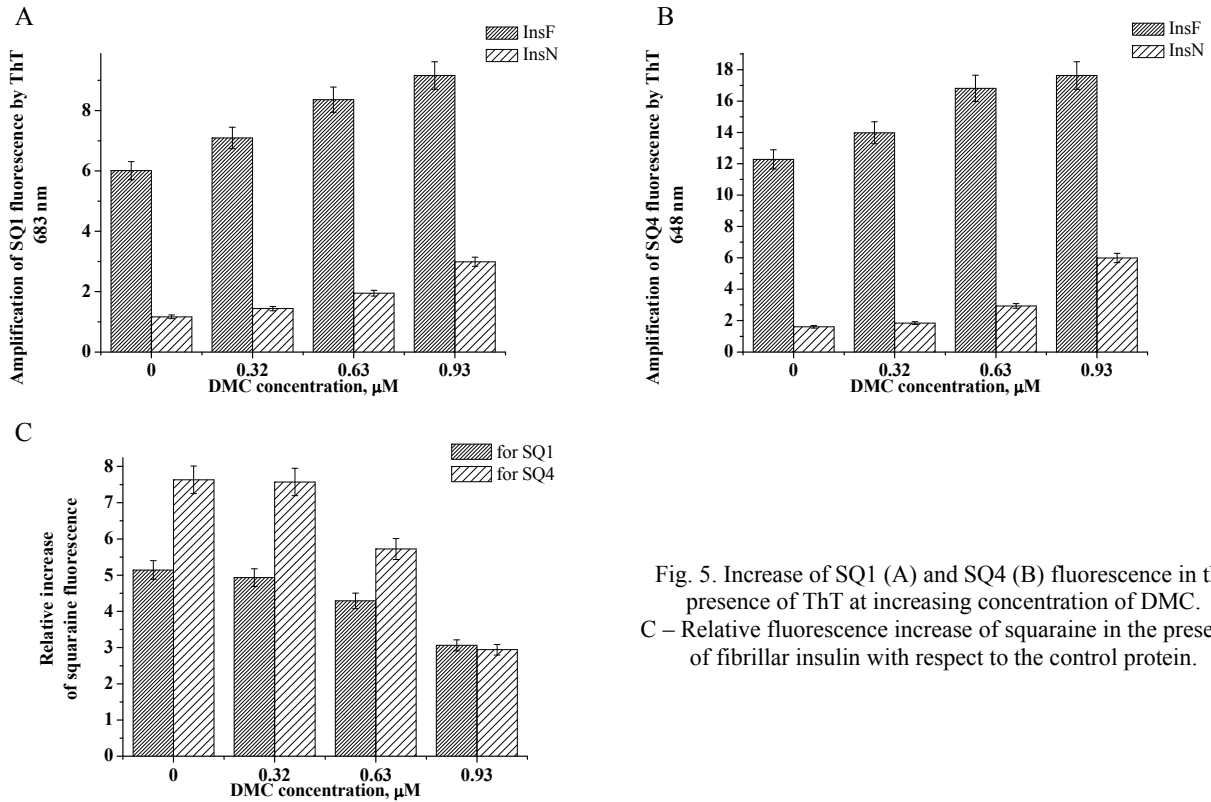 A
InsF
InsN
Amplification of SQ1 fluorescence by ThT
683 nm
8
6
4
2
0
0 0.32 0.63 0.93
DMC concentration, μM
B
InsF
InsN
Amplification of SQ4 fluorescence by ThT
648 nm
18
16
14
12
10
8
6
4
2
0
0 0.32 0.63 0.93
DMC concentration, μM
C
for SQ1
for SQ4
Relative increase
of squaraine fluorescence
8
7
6
5
4
3
2
1
0
0 0.32 0.63 0.93
DMC concentration, μM
Fig. 5. Increase of SQ1 (A) and SQ4 (B) fluorescence in
presence of ThT at increasing concentration of DMC.
C – Relative fluorescence increase of squaraine in the
of fibrillar insulin with respect to the control protein.